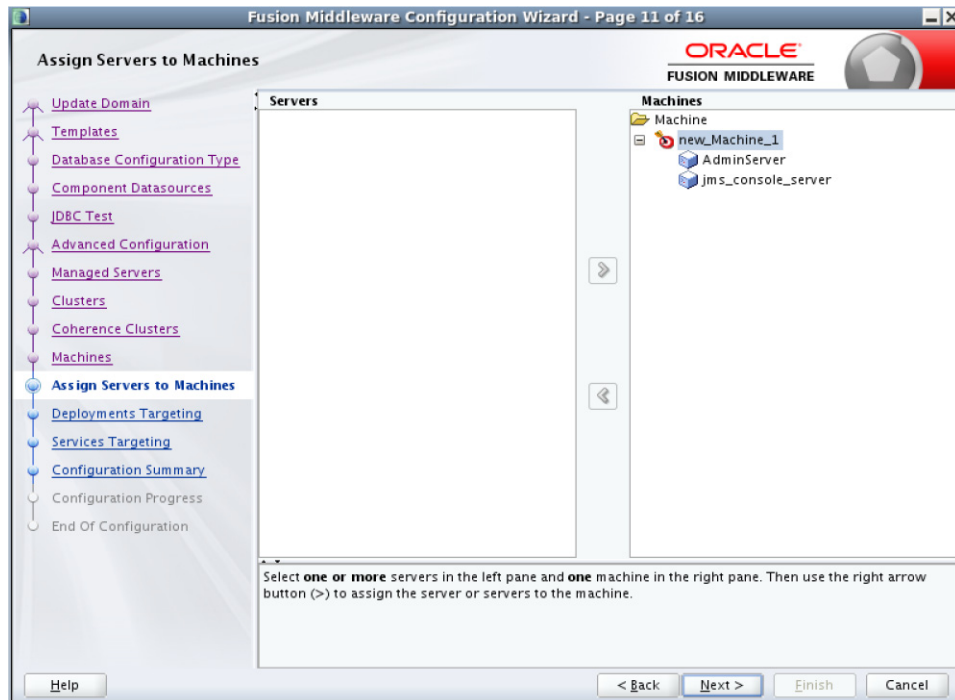 Fusion Middleware Configuration Wizard - Page 11 of 16
Assign Servers to Machines
ORACLE
FUSION MIDDLEWARE
Update Domain
Templates
Database Configuration Type
Component Datasources
JDBC Test
Advanced Configuration
Managed Servers
Clusters
Coherence Clusters
Machines
Assign Servers to Machines
Deployments Targeting
Services Targeting
Configuration Summary
Configuration Progress
End Of Configuration
Servers
Machines
Machine
new_Machine_1
AdminServer
jms_console_server
Select one or more servers in the left pane and one machine in the right pane. Then use the right arrow
button (>) to assign the server or servers to the machine.
Help
< Back
Next >
Finish
Cancel